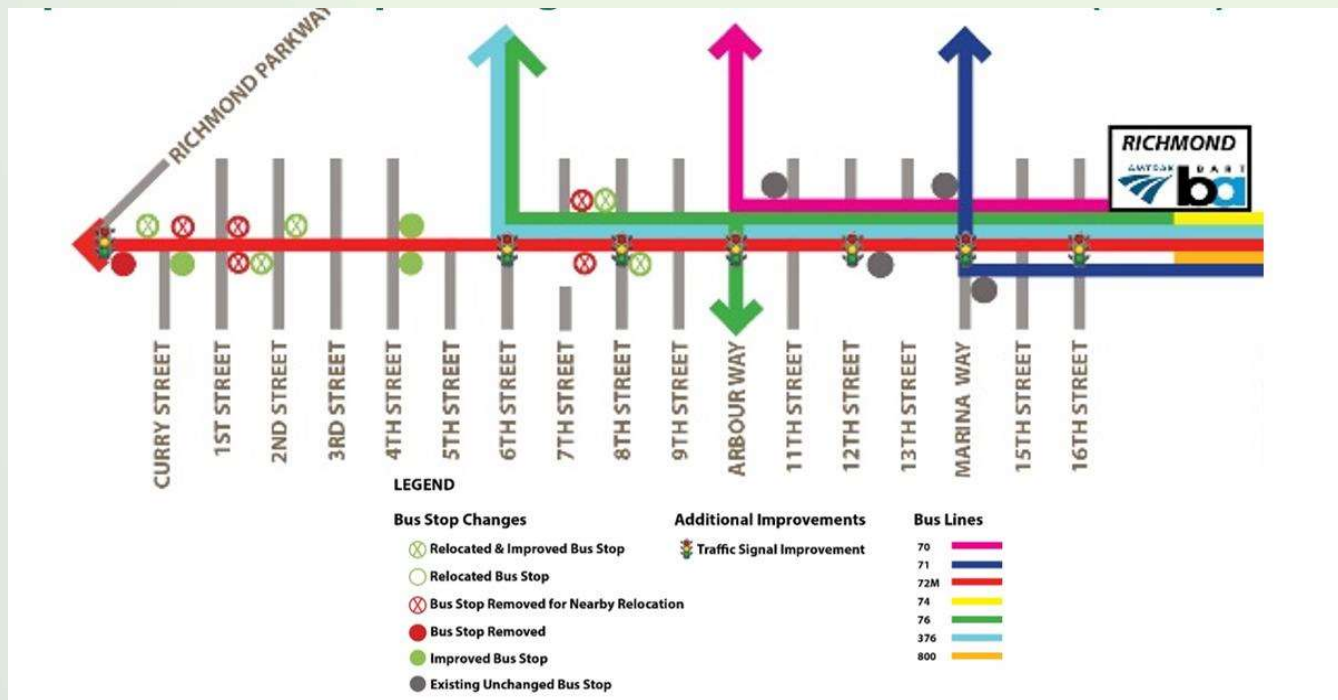 RICHMOND PARKWAY
RICHMOND
AMTRAK BART
ba
CURRY STREET
1ST STREET
2ND STREET
3RD STREET
4TH STREET
5TH STREET
6TH STREET
7TH STREET
8TH STREET
9TH STREET
ARBOUR WAY
11TH STREET
12TH STREET
13TH STREET
MARINA WAY
15TH STREET
16TH STREET
LEGEND
Bus Stop Changes
Relocated & Improved Bus Stop
Relocated Bus Stop
Bus Stop Removed for Nearby Relocation
Bus Stop Removed
Improved Bus Stop
Existing Unchanged Bus Stop
Additional Improvements
Traffic Signal Improvement
Bus Lines
70
71
72M
74
76
376
800